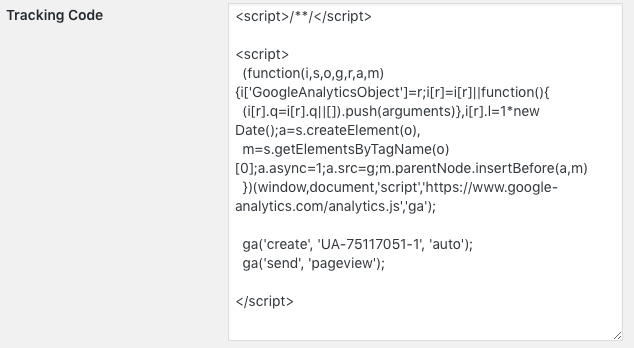 Tracking Code
<script>/**/</script>
<script>
(function(i,s,o,g,r,a,m)
{i['GoogleAnalyticsObject']=r;i[r]=i[r]||function(){
(i[r].q=i[r].q||[]).push(arguments)},i[r].l=1*new
Date();a=s.createElement(o),
m=s.getElementsByTagName(o)
[0];a.async=1;a.src=g;m.parentNode.insertBefore(a,m)
})(window,document,'script','https://www.google-
analytics.com/analytics.js','ga');
ga('create', 'UA-75117051-1', 'auto');
ga('send', 'pageview');
</script>